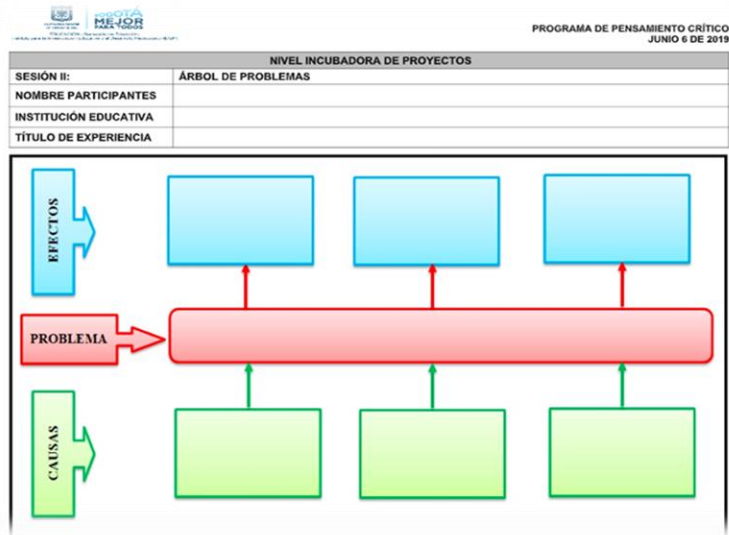 BOGOTÁ
MEJOR
PARA TODOS
PROGRAMA DE PENSAMIENTO CRÍTICO
JUNIO 6 DE 2019
NIVEL INCUBADORA DE PROYECTOS
SESIÓN II: ÁRBOL DE PROBLEMAS
NOMBRE PARTICIPANTES
INSTITUCIÓN EDUCATIVA
TÍTULO DE EXPERIENCIA
EFECTOS
PROBLEMA
CAUSAS